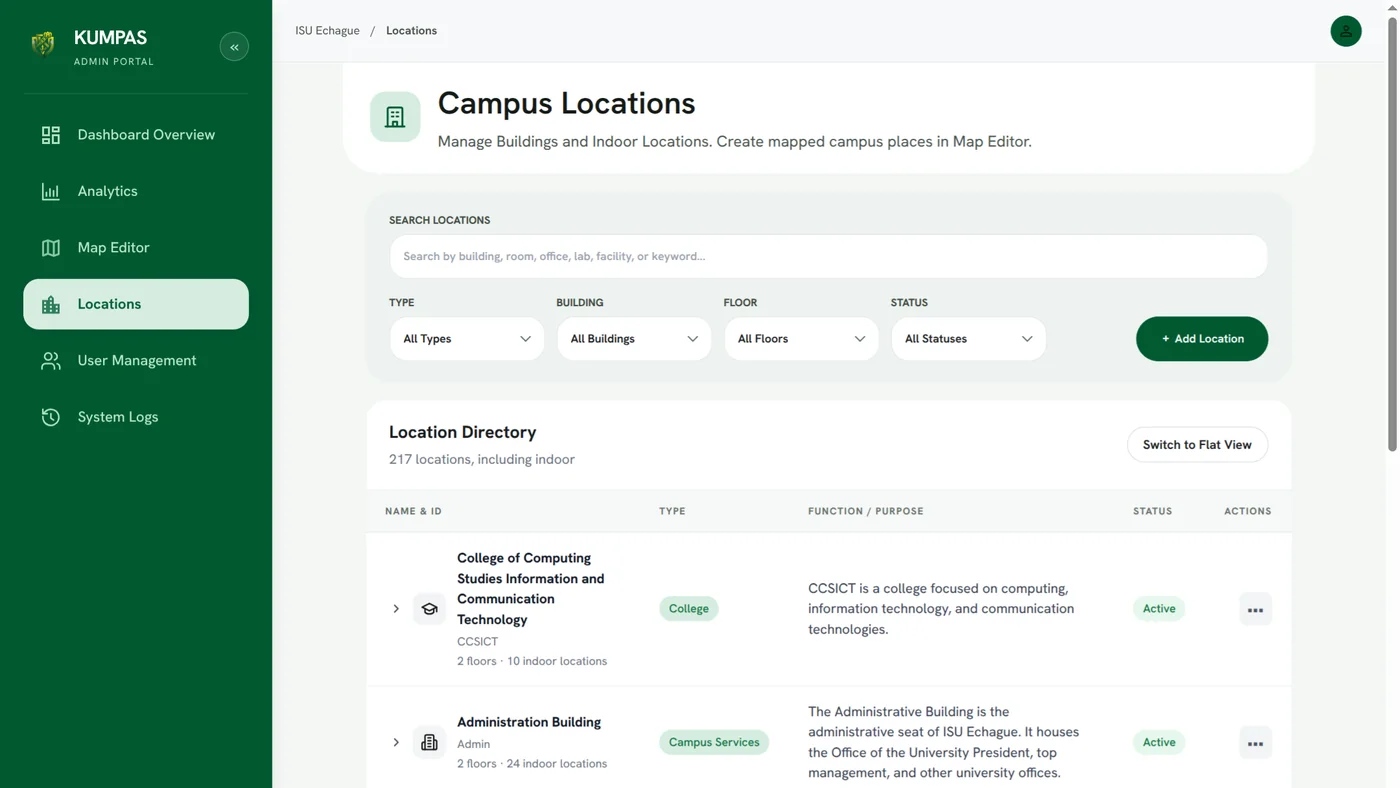 KUMPAS
ADMIN PORTAL
«
Dashboard Overview
Analytics
Map Editor
Locations
User Management
System Logs
ISU Echague / Locations
Campus Locations
Manage Buildings and Indoor Locations. Create mapped campus places in Map Editor.
SEARCH LOCATIONS
Search by building, room, office, lab, facility, or keyword...
TYPE BUILDING FLOOR STATUS
All Types All Buildings All Floors All Statuses + Add Location
Location Directory
217 locations, including indoor
Switch to Flat View
NAME & ID TYPE FUNCTION / PURPOSE STATUS ACTIONS
College of Computing
Studies Information and
Communication
Technology
CCSICT
2 floors · 10 indoor locations
College
CCSICT is a college focused on computing,
information technology, and communication
technologies.
Active
Administration Building
Admin
2 floors · 24 indoor locations
Campus Services
The Administrative Building is the
administrative seat of ISU Echague. It houses
the Office of the University President, top
management, and other university offices.
Active